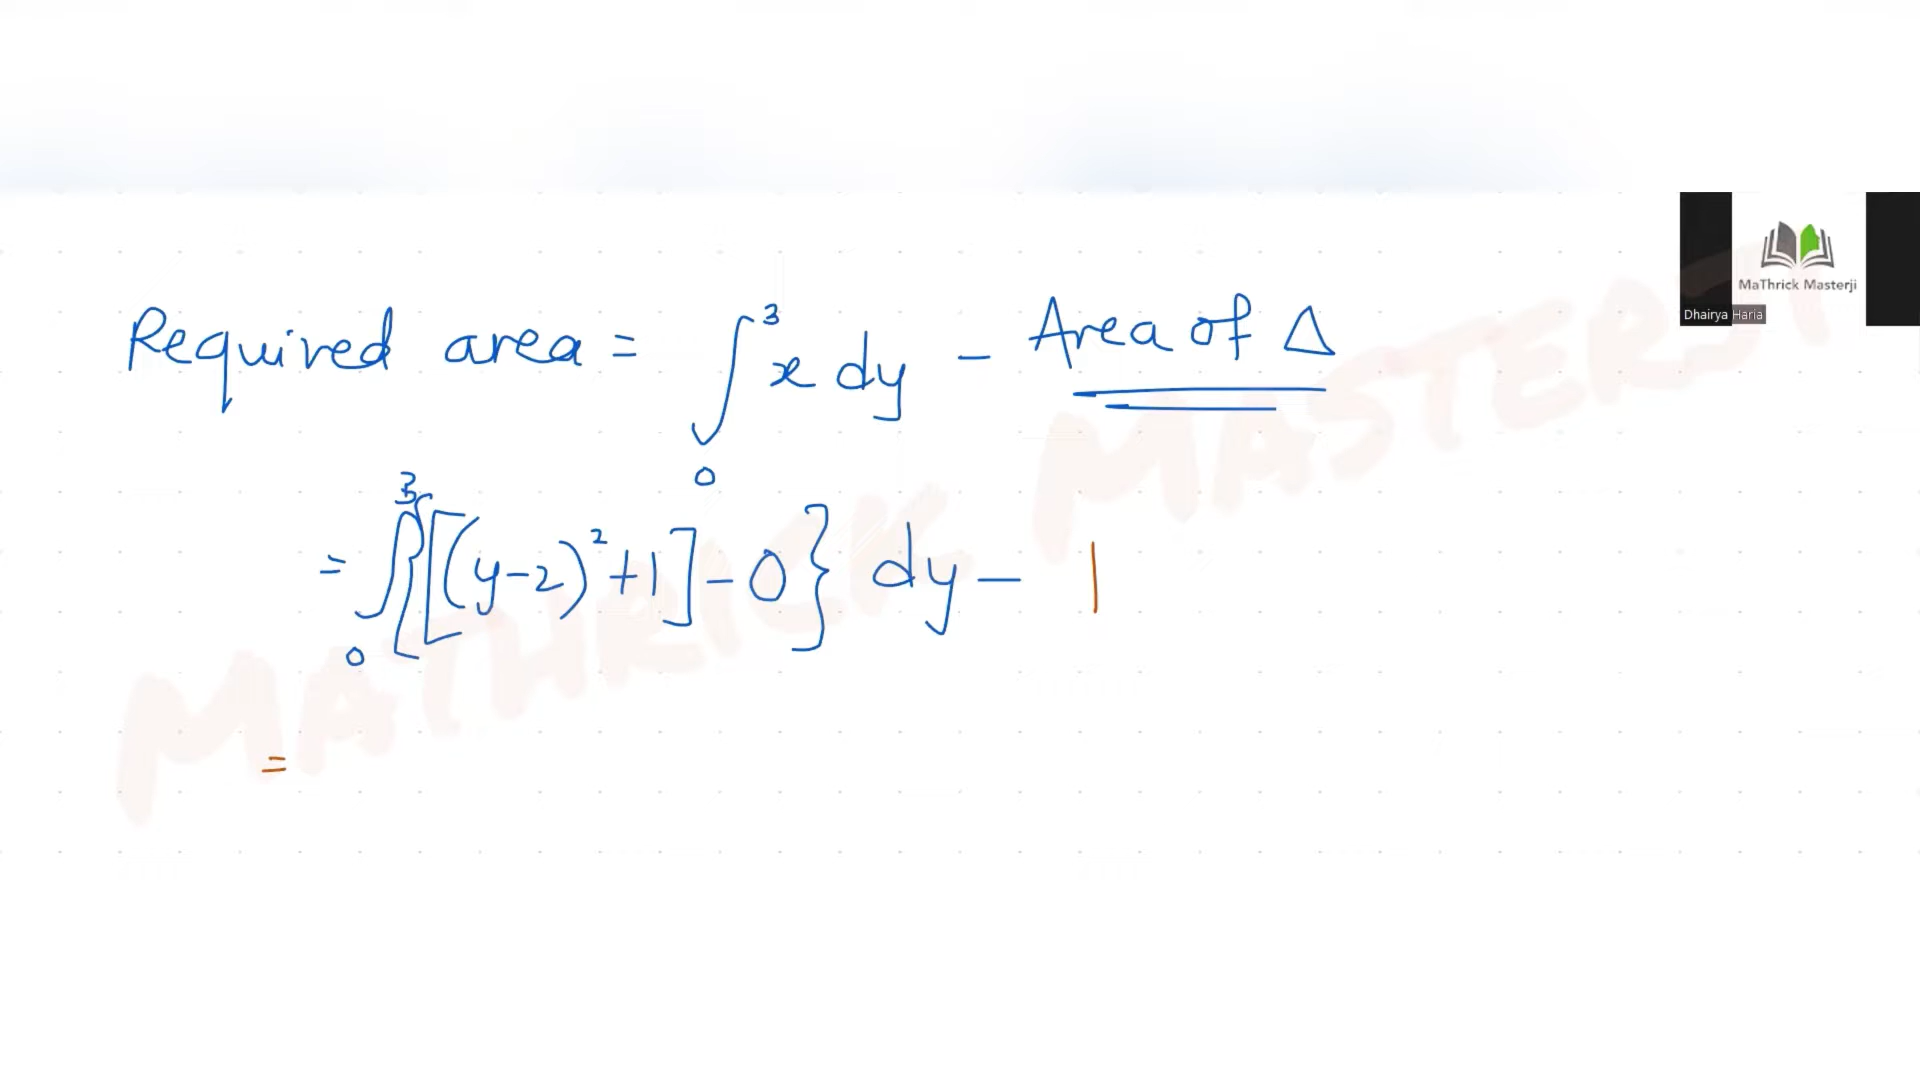 MaThrick Masterji
Dhairya Haria
Required area = ∫₀³ x dy - Area of Δ
= ∫₀³ {[(y-2)²+1]-0} dy - 1
=
MATHRICK MASTERJI